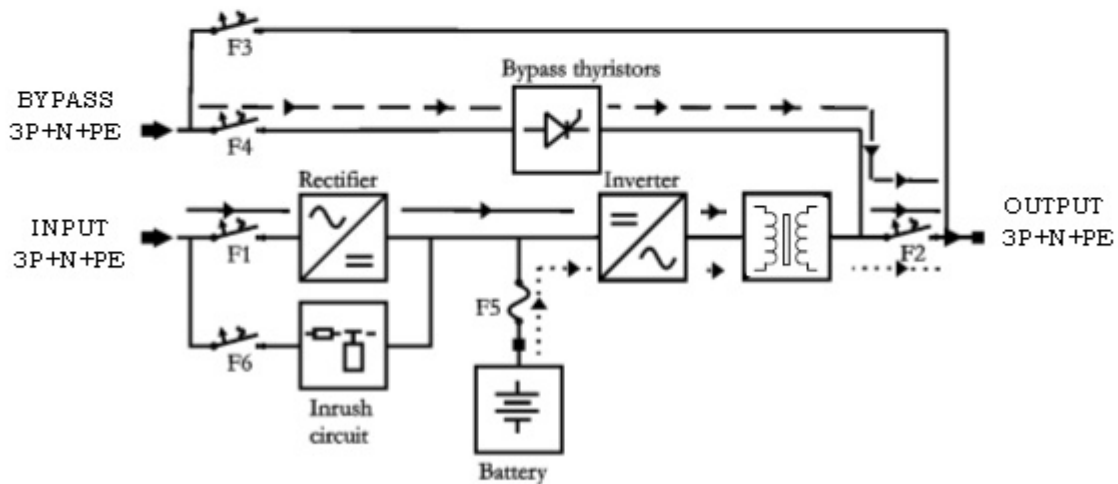 F3
Bypass thyristors
BYPASS
3P+N+PE
F4
Rectifier
Inverter
INPUT
3P+N+PE
F1
OUTPUT
3P+N+PE
F2
F5
F6
Inrush
circuit
Battery